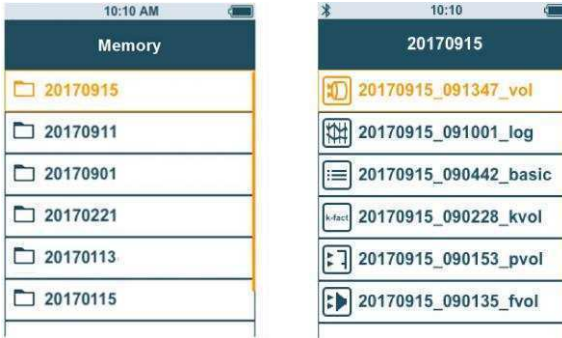 10:10 AM
Memory
20170915
20170911
20170901
20170221
20170113
20170115
10:10
20170915
20170915_091347_vol
20170915_091001_log
20170915_090442_basic
k-fact
20170915_090228_kvol
20170915_090153_pvol
20170915_090135_fvol